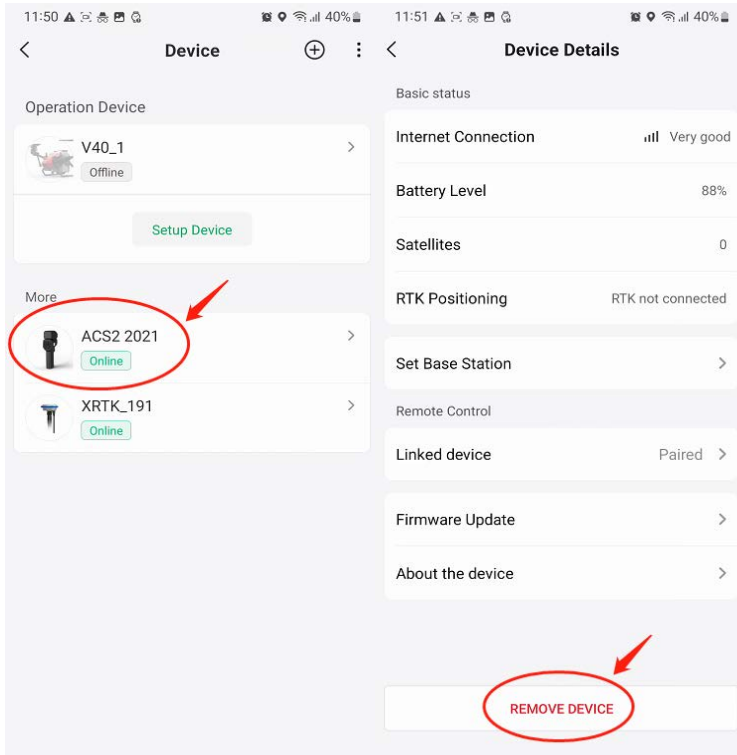 11:50 40%
Device
Operation Device
V40_1
Offline
Setup Device
More
ACS2 2021
Online
XRTK_191
Online
11:51 40%
Device Details
Basic status
Internet Connection Very good
Battery Level 88%
Satellites 0
RTK Positioning RTK not connected
Set Base Station
Remote Control
Linked device Paired
Firmware Update
About the device
REMOVE DEVICE